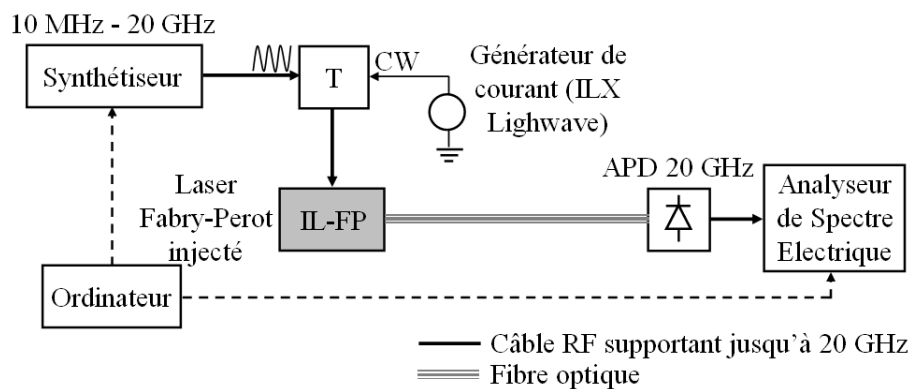 10 MHz - 20 GHz
Synthétiseur
T
CW
Générateur de
courant (ILX
Lighwave)
Laser
Fabry-Perot
injecté
IL-FP
APD 20 GHz
Analyseur
de Spectre
Electrique
Ordinateur
Câble RF supportant jusqu'à 20 GHz
Fibre optique